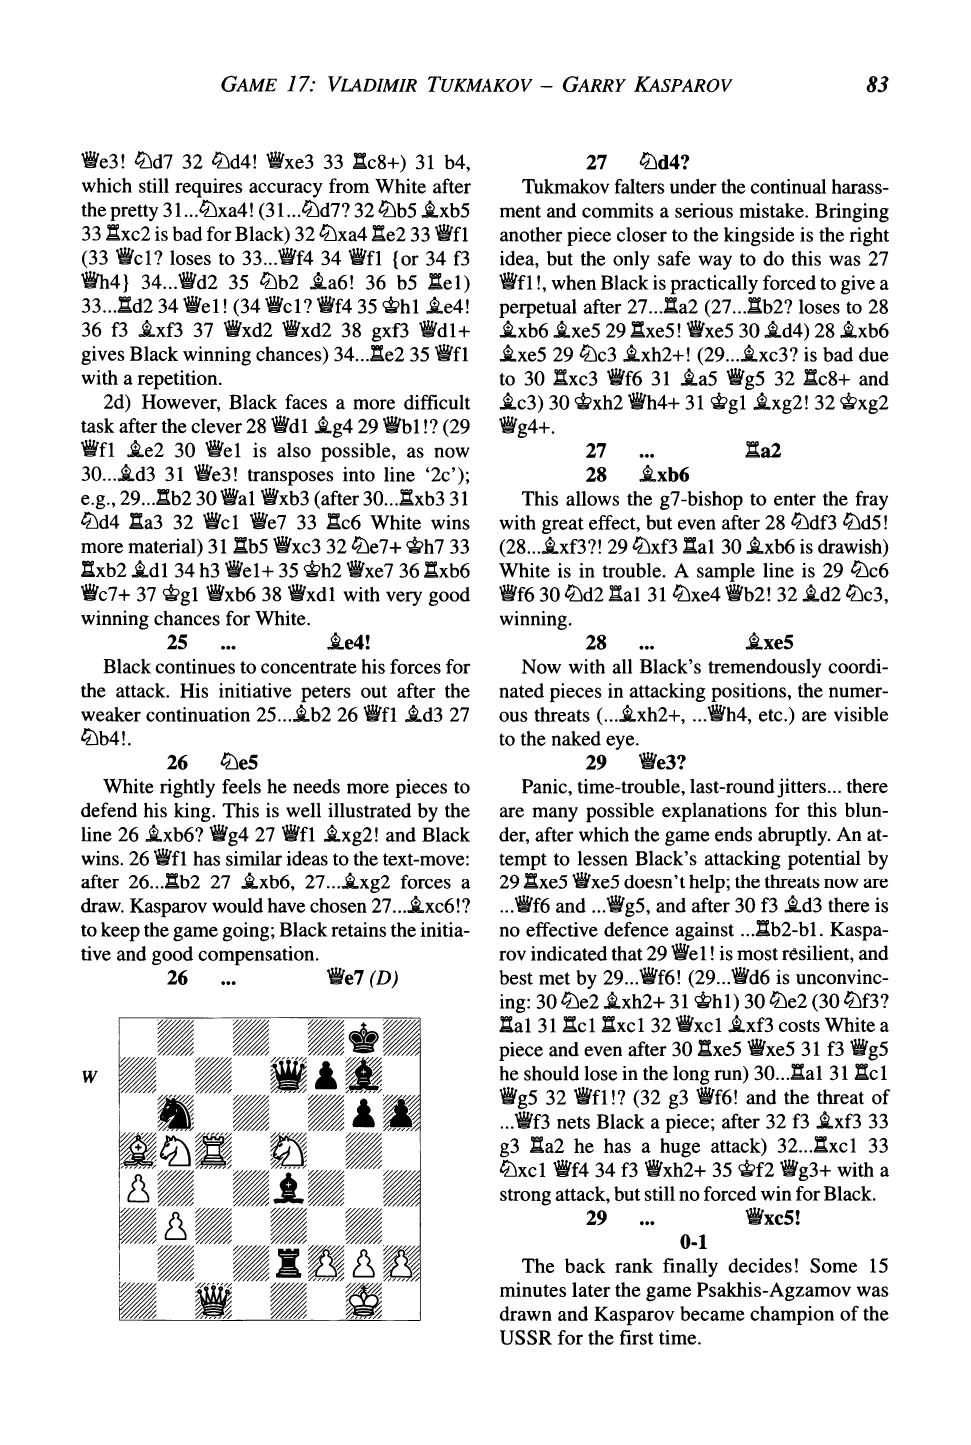 GAME 17: VLADIMIR TUKMAKOV – GARRY KASPAROV 83
♕e3! ♘d7 32 ♘d4! ♕xe3 33 ♖c8+) 31 b4,
which still requires accuracy from White after
the pretty 31...♘xa4! (31...♘d7? 32 ♘b5 ♗xb5
33 ♖xc2 is bad for Black) 32 ♘xa4 ♖e2 33 ♕f1
(33 ♕c1? loses to 33...♕f4 34 ♕f1 {or 34 f3
♕h4} 34...♕d2 35 ♘b2 ♗a6! 36 b5 ♖e1)
33...♖d2 34 ♕e1! (34 ♕c1? ♕f4 35 ♔h1 ♗e4!
36 f3 ♗xf3 37 ♕xd2 ♕xd2 38 gxf3 ♕d1+
gives Black winning chances) 34...♖e2 35 ♕f1
with a repetition.
2d) However, Black faces a more difficult
task after the clever 28 ♕d1 ♗g4 29 ♕b1!? (29
♕f1 ♗e2 30 ♕e1 is also possible, as now
30...♗d3 31 ♕e3! transposes into line ‘2c’);
e.g., 29...♖b2 30 ♕a1 ♕xb3 (after 30...♖xb3 31
♘d4 ♖a3 32 ♕c1 ♕e7 33 ♖c6 White wins
more material) 31 ♖b5 ♕xc3 32 ♘e7+ ♔h7 33
♖xb2 ♗d1 34 h3 ♕e1+ 35 ♔h2 ♕xe7 36 ♖xb6
♕c7+ 37 ♔g1 ♕xb6 38 ♕xd1 with very good
winning chances for White.
25 ... ♗e4!
Black continues to concentrate his forces for
the attack. His initiative peters out after the
weaker continuation 25...♗b2 26 ♕f1 ♗d3 27
♘b4!.
26 ♘e5
White rightly feels he needs more pieces to
defend his king. This is well illustrated by the
line 26 ♗xb6? ♕g4 27 ♕f1 ♗xg2! and Black
wins. 26 ♕f1 has similar ideas to the text-move:
after 26...♖b2 27 ♗xb6, 27...♗xg2 forces a
draw. Kasparov would have chosen 27...♗xc6!?
to keep the game going; Black retains the initia-
tive and good compensation.
26 ... ♕e7 (D)
W
27 ♘d4?
Tukmakov falters under the continual harass-
ment and commits a serious mistake. Bringing
another piece closer to the kingside is the right
idea, but the only safe way to do this was 27
♕f1!, when Black is practically forced to give a
perpetual after 27...♖a2 (27...♖b2? loses to 28
♗xb6 ♗xe5 29 ♖xe5! ♕xe5 30 ♗d4) 28 ♗xb6
♗xe5 29 ♘c3 ♗xh2+! (29...♗xc3? is bad due
to 30 ♖xc3 ♕f6 31 ♗a5 ♕g5 32 ♖c8+ and
♗c3) 30 ♔xh2 ♕h4+ 31 ♔g1 ♗xg2! 32 ♔xg2
♕g4+.
27 ... ♖a2
28 ♗xb6
This allows the g7-bishop to enter the fray
with great effect, but even after 28 ♘df3 ♘d5!
(28...♗xf3?! 29 ♘xf3 ♖a1 30 ♗xb6 is drawish)
White is in trouble. A sample line is 29 ♘c6
♕f6 30 ♘d2 ♖a1 31 ♘xe4 ♕b2! 32 ♗d2 ♘c3,
winning.
28 ... ♗xe5
Now with all Black’s tremendously coordi-
nated pieces in attacking positions, the numer-
ous threats (...♗xh2+, ...♕h4, etc.) are visible
to the naked eye.
29 ♕e3?
Panic, time-trouble, last-round jitters... there
are many possible explanations for this blun-
der, after which the game ends abruptly. An at-
tempt to lessen Black’s attacking potential by
29 ♖xe5 ♕xe5 doesn’t help; the threats now are
...♕f6 and ...♕g5, and after 30 f3 ♗d3 there is
no effective defence against ...♖b2-b1. Kaspa-
rov indicated that 29 ♕e1! is most resilient, and
best met by 29...♕f6! (29...♕d6 is unconvinc-
ing: 30 ♘e2 ♗xh2+ 31 ♔h1) 30 ♘e2 (30 ♘f3?
♖a1 31 ♖c1 ♖xc1 32 ♕xc1 ♗xf3 costs White a
piece and even after 30 ♖xe5 ♕xe5 31 f3 ♕g5
he should lose in the long run) 30...♖a1 31 ♖c1
♕g5 32 ♕f1!? (32 g3 ♕f6! and the threat of
...♕f3 nets Black a piece; after 32 f3 ♗xf3 33
g3 ♖a2 he has a huge attack) 32...♖xc1 33
♘xc1 ♕f4 34 f3 ♕xh2+ 35 ♔f2 ♕g3+ with a
strong attack, but still no forced win for Black.
29 ... ♕xc5!
0-1
The back rank finally decides! Some 15
minutes later the game Psakhis-Agzamov was
drawn and Kasparov became champion of the
USSR for the first time.